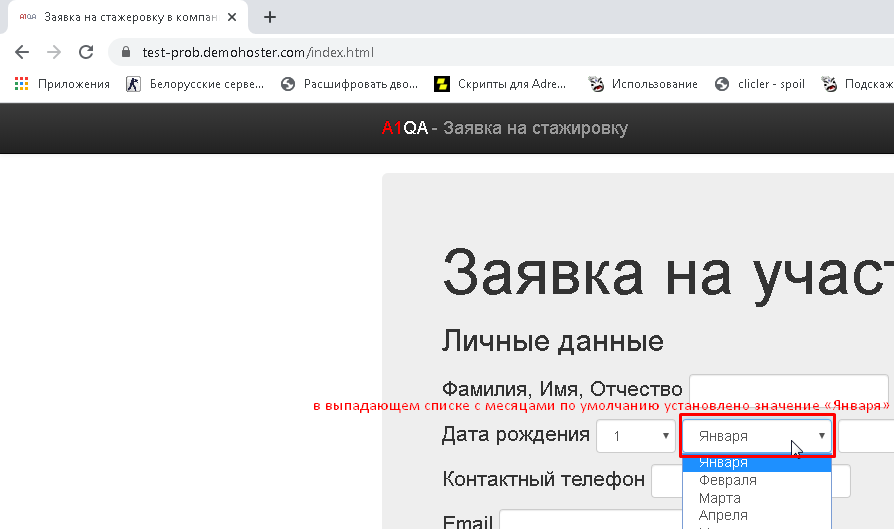 A1QA Заявка на стажеровку в компан
test-prob.demohoster.com/index.html
Приложения Белорусские серве... Расшифровать дво... Скрипты для Adre... Использование clicler - spoil Подскаж
A1QA - Заявка на стажировку
Заявка на участ
Личные данные
Фамилия, Имя, Отчество
в выпадающем списке с месяцами по умолчанию установлено значение «Января»
Дата рождения 1 Января
Января
Февраля
Контактный телефон
Марта
Апреля
Email